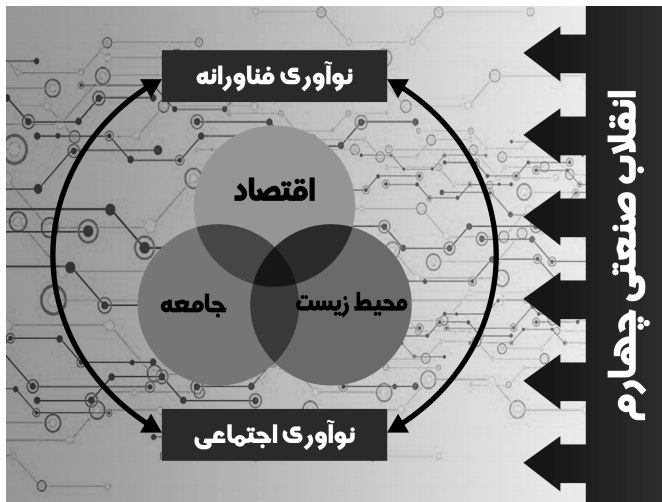 نوآوری فناورانه
انقلاب صنعتی چهارم
اقتصاد
محیط زیست
جامعه
نوآوری اجتماعی